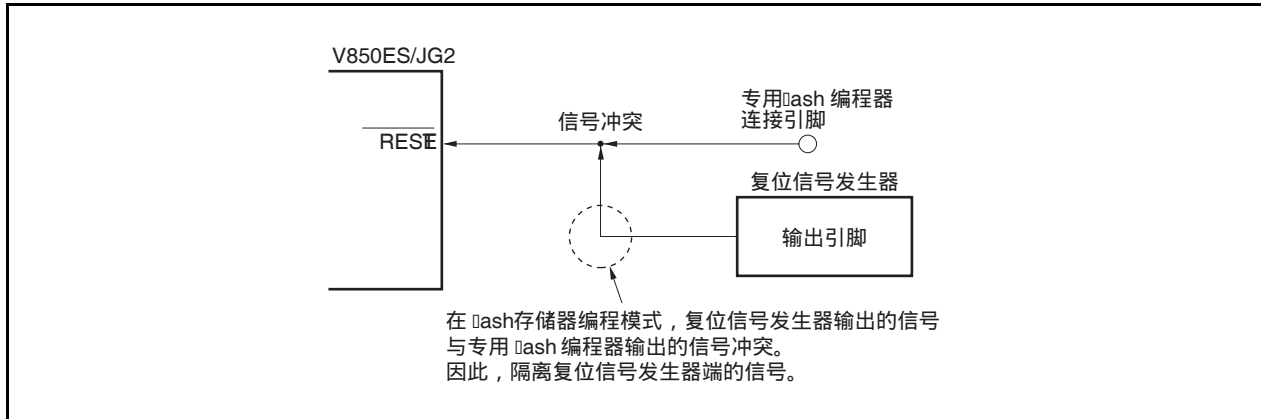 V850ES/JG2
专用▯ash 编程器
连接引脚
信号冲突
RESET
复位信号发生器
输出引脚
在 ▯ash存储器编程模式，复位信号发生器输出的信号
与专用 ▯ash 编程器输出的信号冲突。
因此，隔离复位信号发生器端的信号。